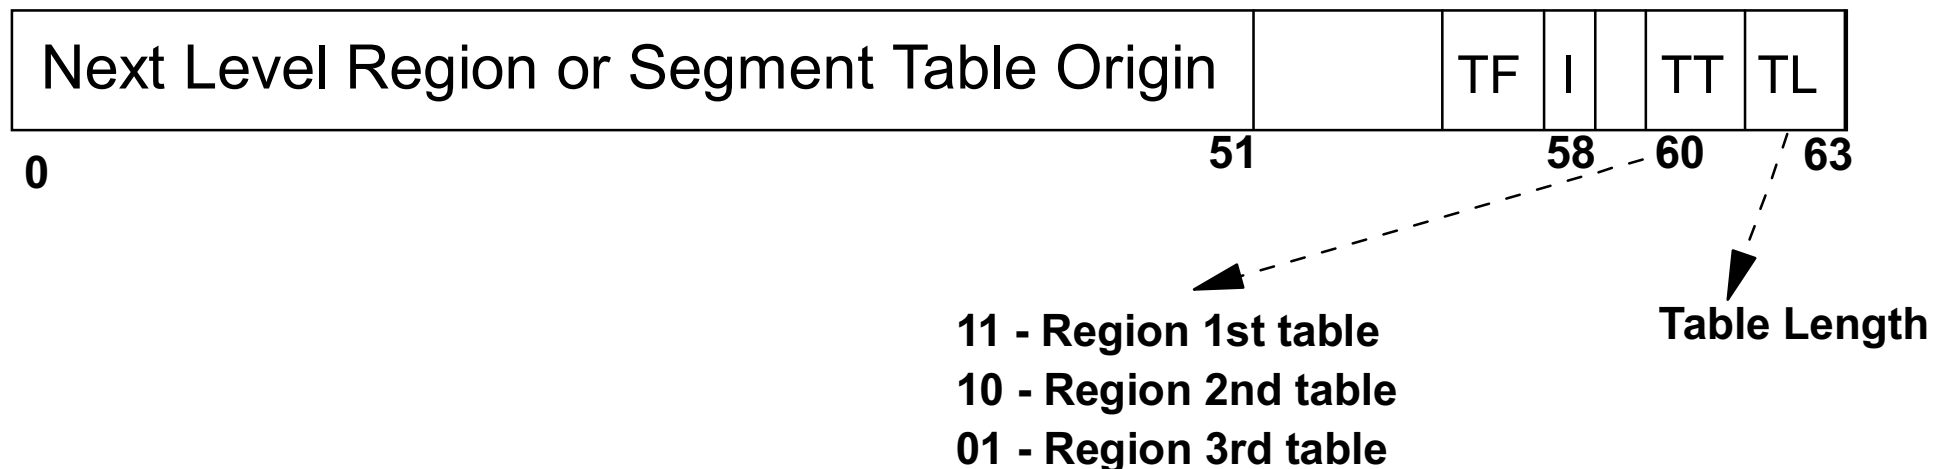 Next Level Region or Segment Table Origin TF I TT TL
0 51 58 60 63
11 - Region 1st table
10 - Region 2nd table
01 - Region 3rd table
Table Length